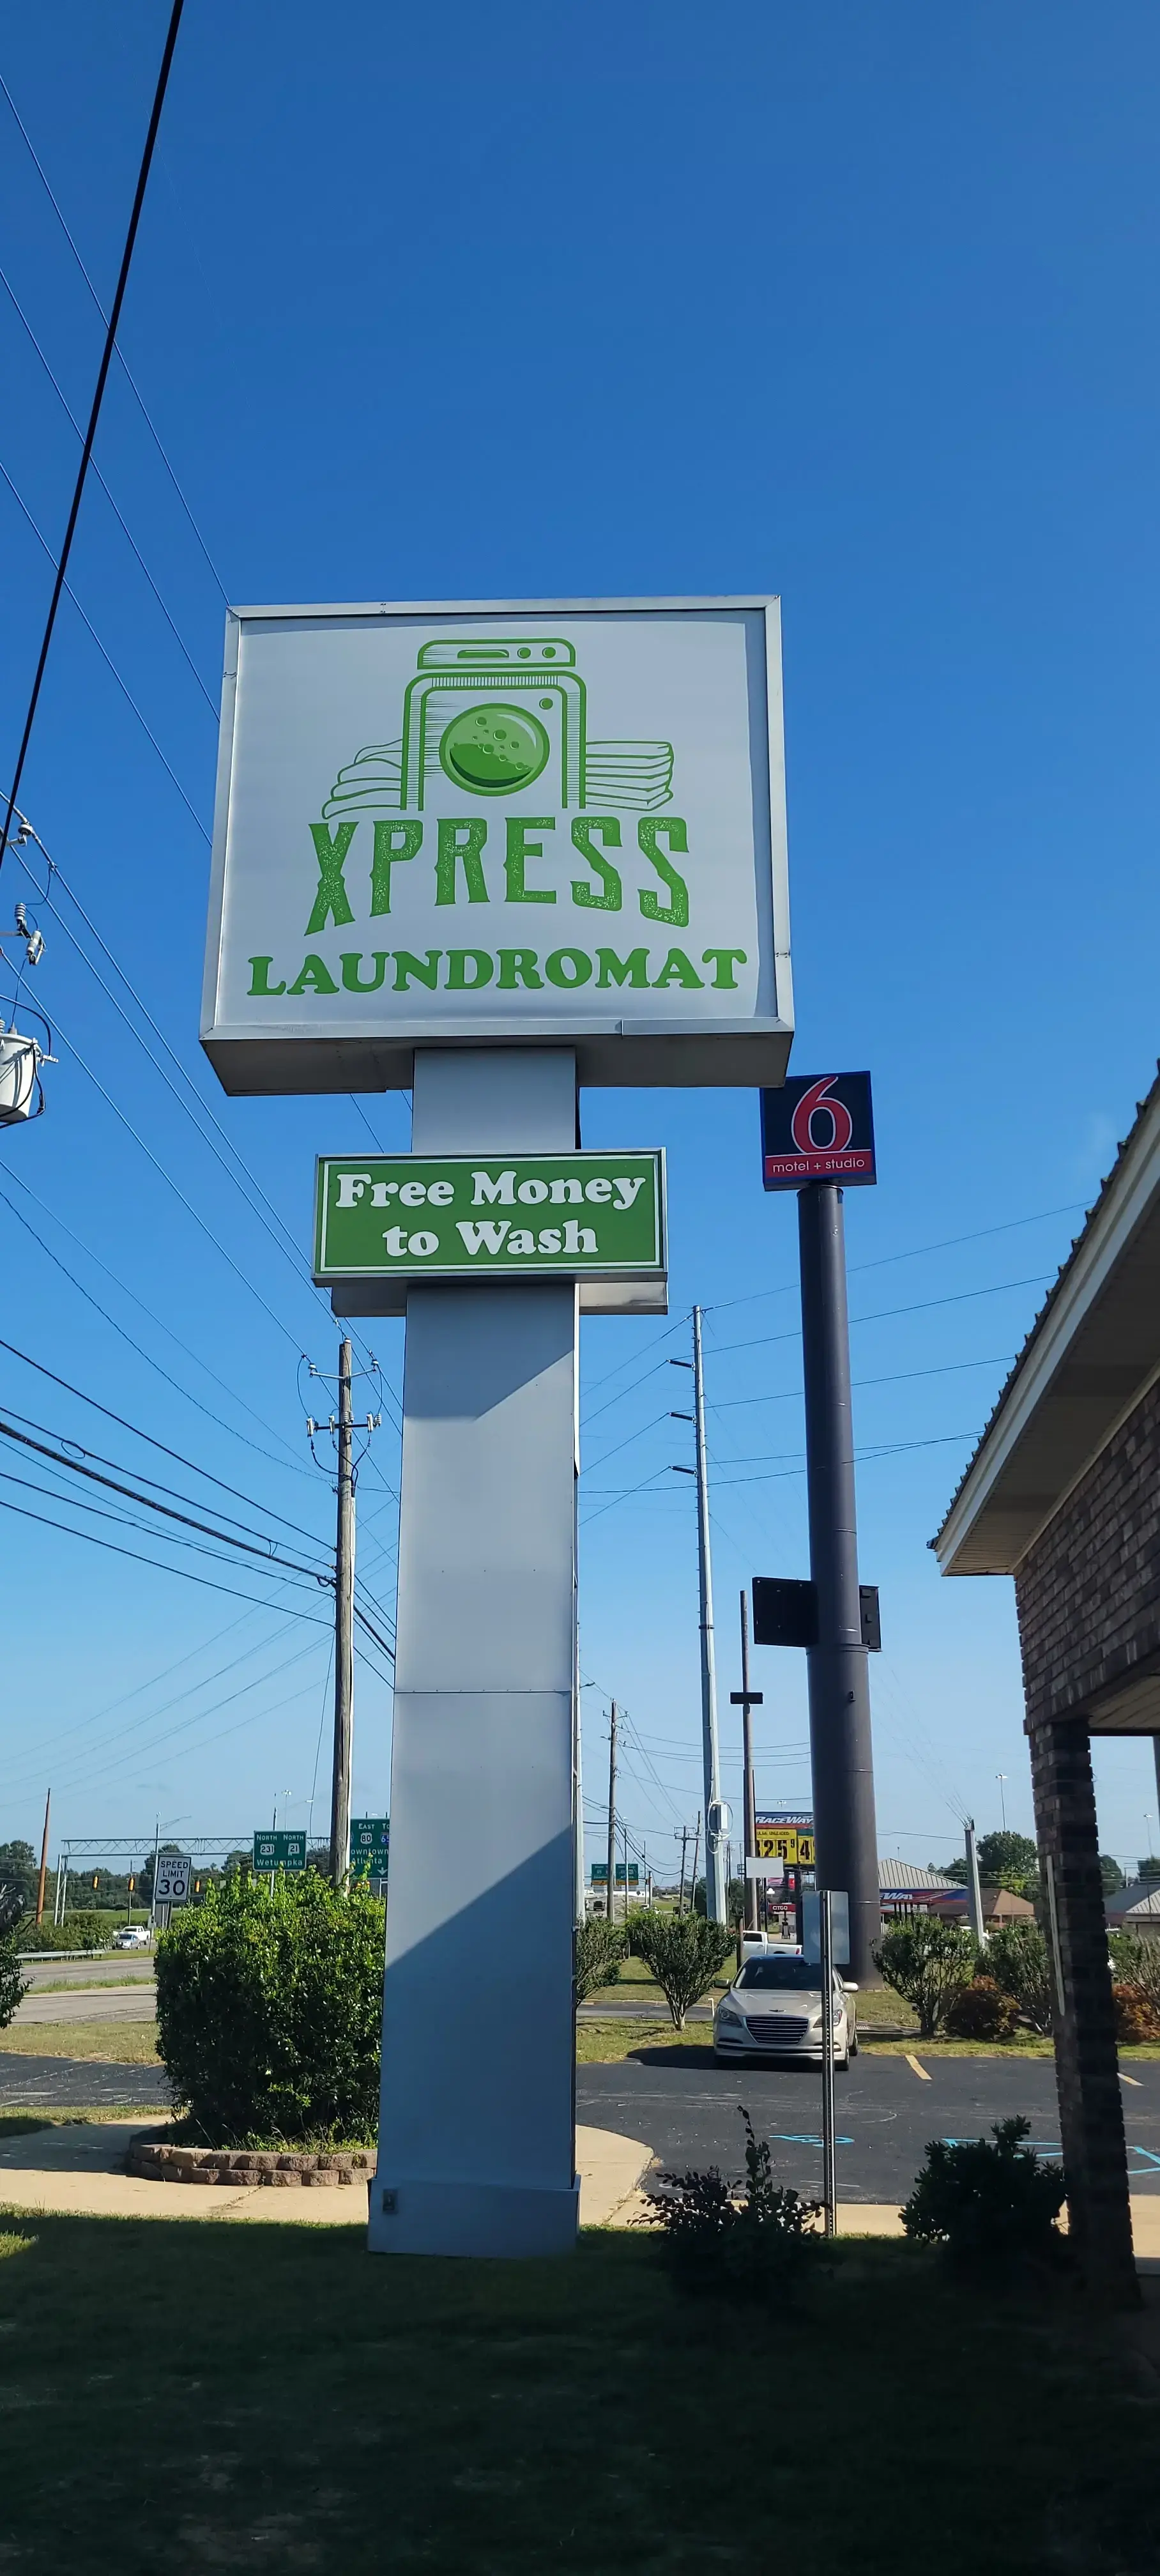 XPRESS
LAUNDROMAT
6
motel + studio
Free Money
to Wash
RACEWAY
NORTH NORTH
231 21
Wetumpka
EAST TO
80
SPEED
LIMIT
30